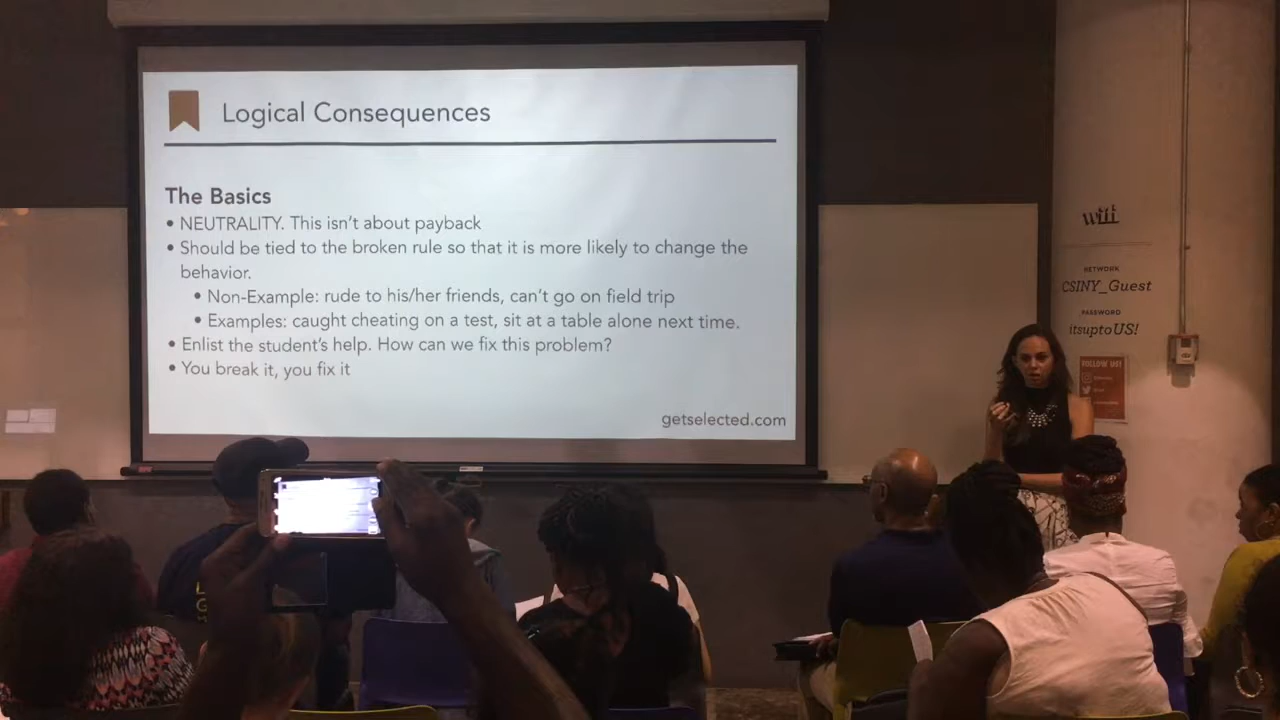 Logical Consequences
The Basics
• NEUTRALITY. This isn't about payback
• Should be tied to the broken rule so that it is more likely to change the
behavior.
• Non-Example: rude to his/her friends, can't go on field trip
• Examples: caught cheating on a test, sit at a table alone next time.
• Enlist the student's help. How can we fix this problem?
• You break it, you fix it
getselected.com
wifi
NETWORK
CSINY_Guest
PASSWORD
itsuptoUS!
FOLLOW US!